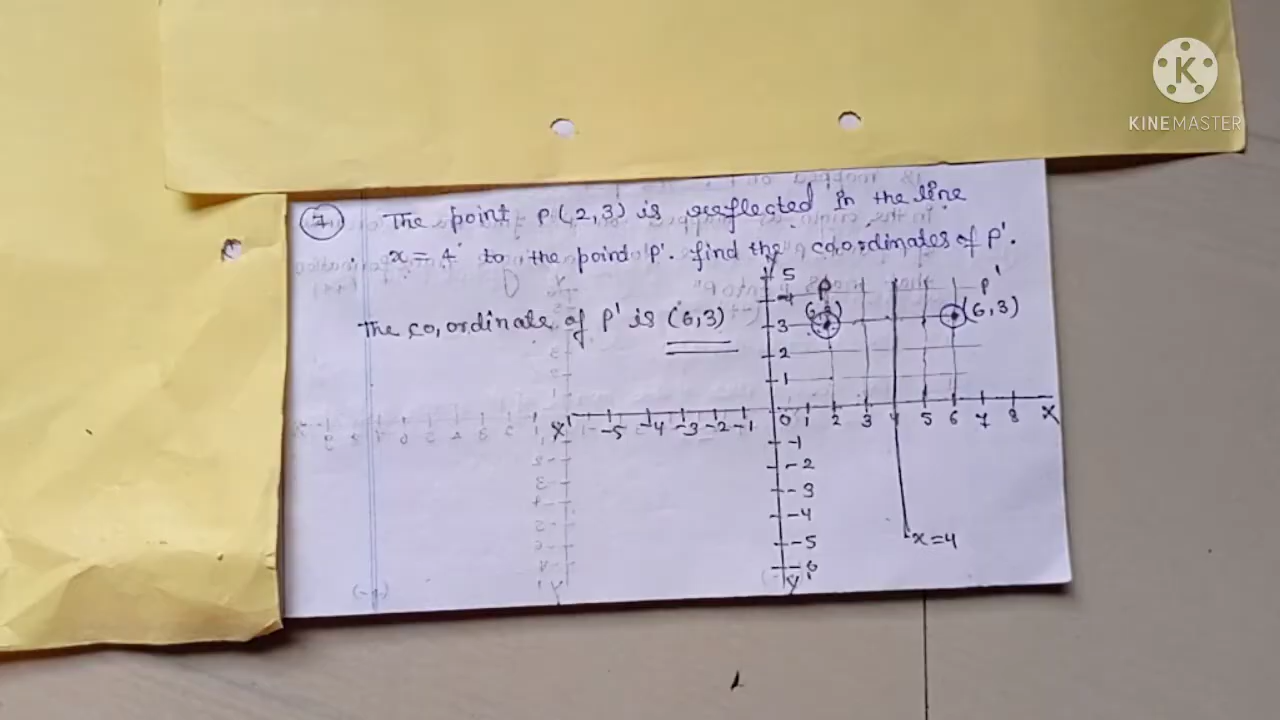 7 The point P(2,3) is reflected in the line
x=4 to the point P'. find the co,ordinates of P'.
The co,ordinate of P' is (6,3)
Y
5
4
3
2
1
P
P'
(6,3)
X' -5 -4 -3 -2 -1 0 1 2 3 4 5 6 7 8 X
-1
-2
-3
-4
-5
-6
Y'
x=4
K
KINEMASTER